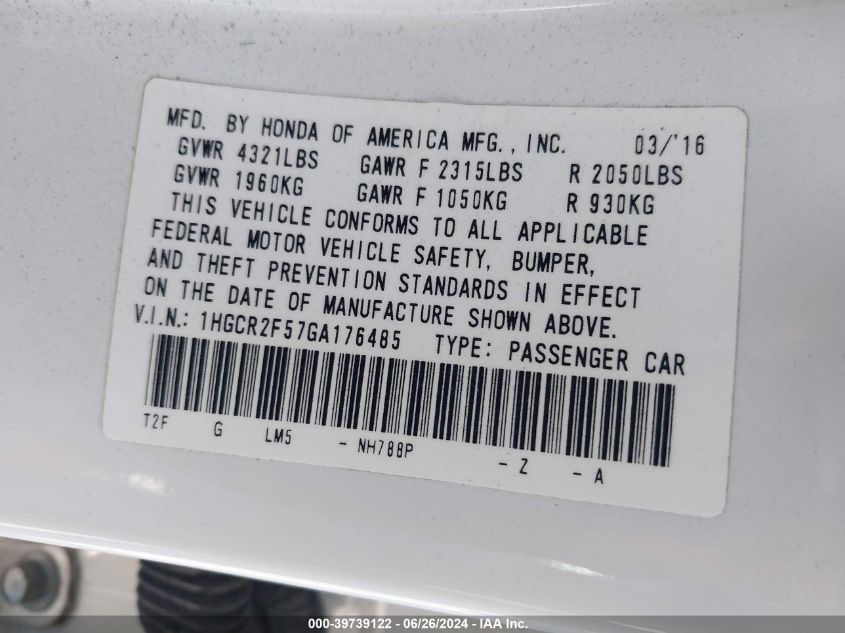 MFD. BY HONDA OF AMERICA MFG., INC. 03/'16
GVWR 4321LBS GAWR F 2315LBS R 2050LBS
GVWR 1960KG GAWR F 1050KG R 930KG
THIS VEHICLE CONFORMS TO ALL APPLICABLE
FEDERAL MOTOR VEHICLE SAFETY, BUMPER,
AND THEFT PREVENTION STANDARDS IN EFFECT
ON THE DATE OF MANUFACTURE SHOWN ABOVE.
V.I.N.: 1HGCR2F57GA176485 TYPE: PASSENGER CAR
T2F G LM5 - NH788P - Z - A
000-39739122 - 06/26/2024 - IAA Inc.